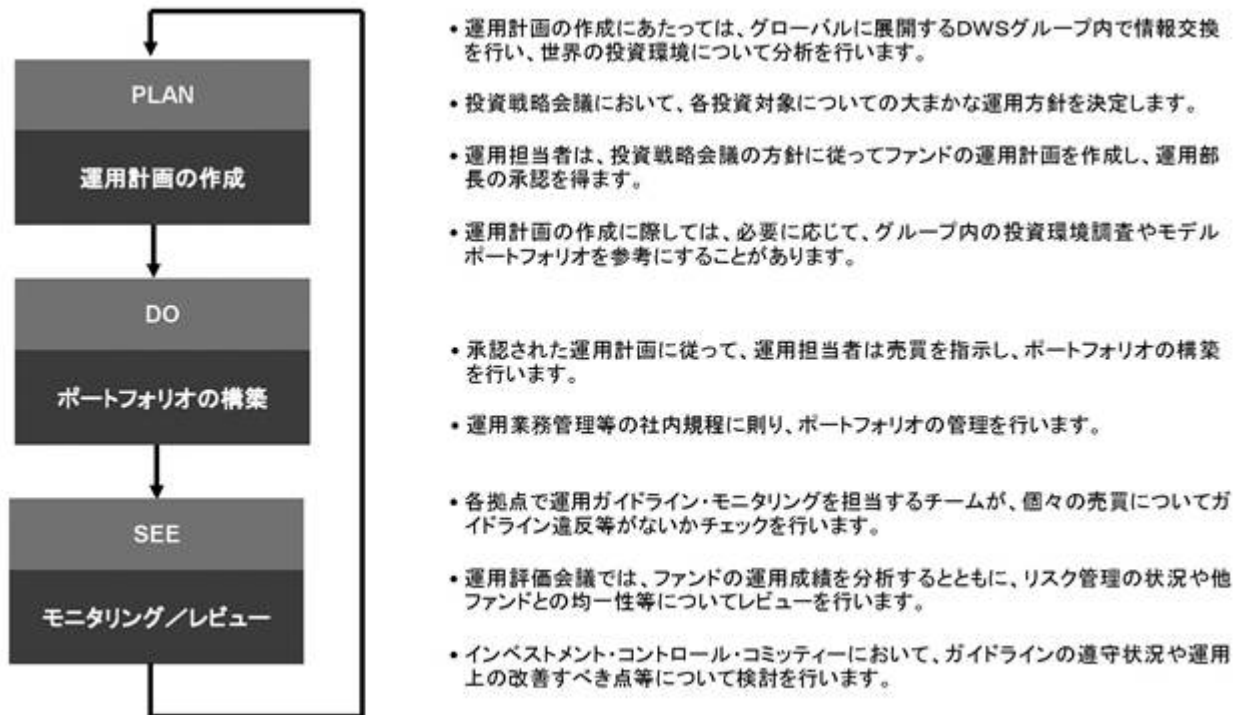 PLAN
運用計画の作成
• 運用計画の作成にあたっては、グローバルに展開するDWSグループ内で情報交換
を行い、世界の投資環境について分析を行います。
• 投資戦略会議において、各投資対象についての大まかな運用方針を決定します。
• 運用担当者は、投資戦略会議の方針に従ってファンドの運用計画を作成し、運用部
長の承認を得ます。
• 運用計画の作成に際しては、必要に応じて、グループ内の投資環境調査やモデル
ポートフォリオを参考にすることがあります。
DO
ポートフォリオの構築
• 承認された運用計画に従って、運用担当者は売買を指示し、ポートフォリオの構築
を行います。
• 運用業務管理等の社内規程に則り、ポートフォリオの管理を行います。
SEE
モニタリング／レビュー
• 各拠点で運用ガイドライン・モニタリングを担当するチームが、個々の売買についてガ
イドライン違反等がないかチェックを行います。
• 運用評価会議では、ファンドの運用成績を分析するとともに、リスク管理の状況や他
ファンドとの均一性等についてレビューを行います。
• インベストメント・コントロール・コミッティーにおいて、ガイドラインの遵守状況や運用
上の改善すべき点等について検討を行います。